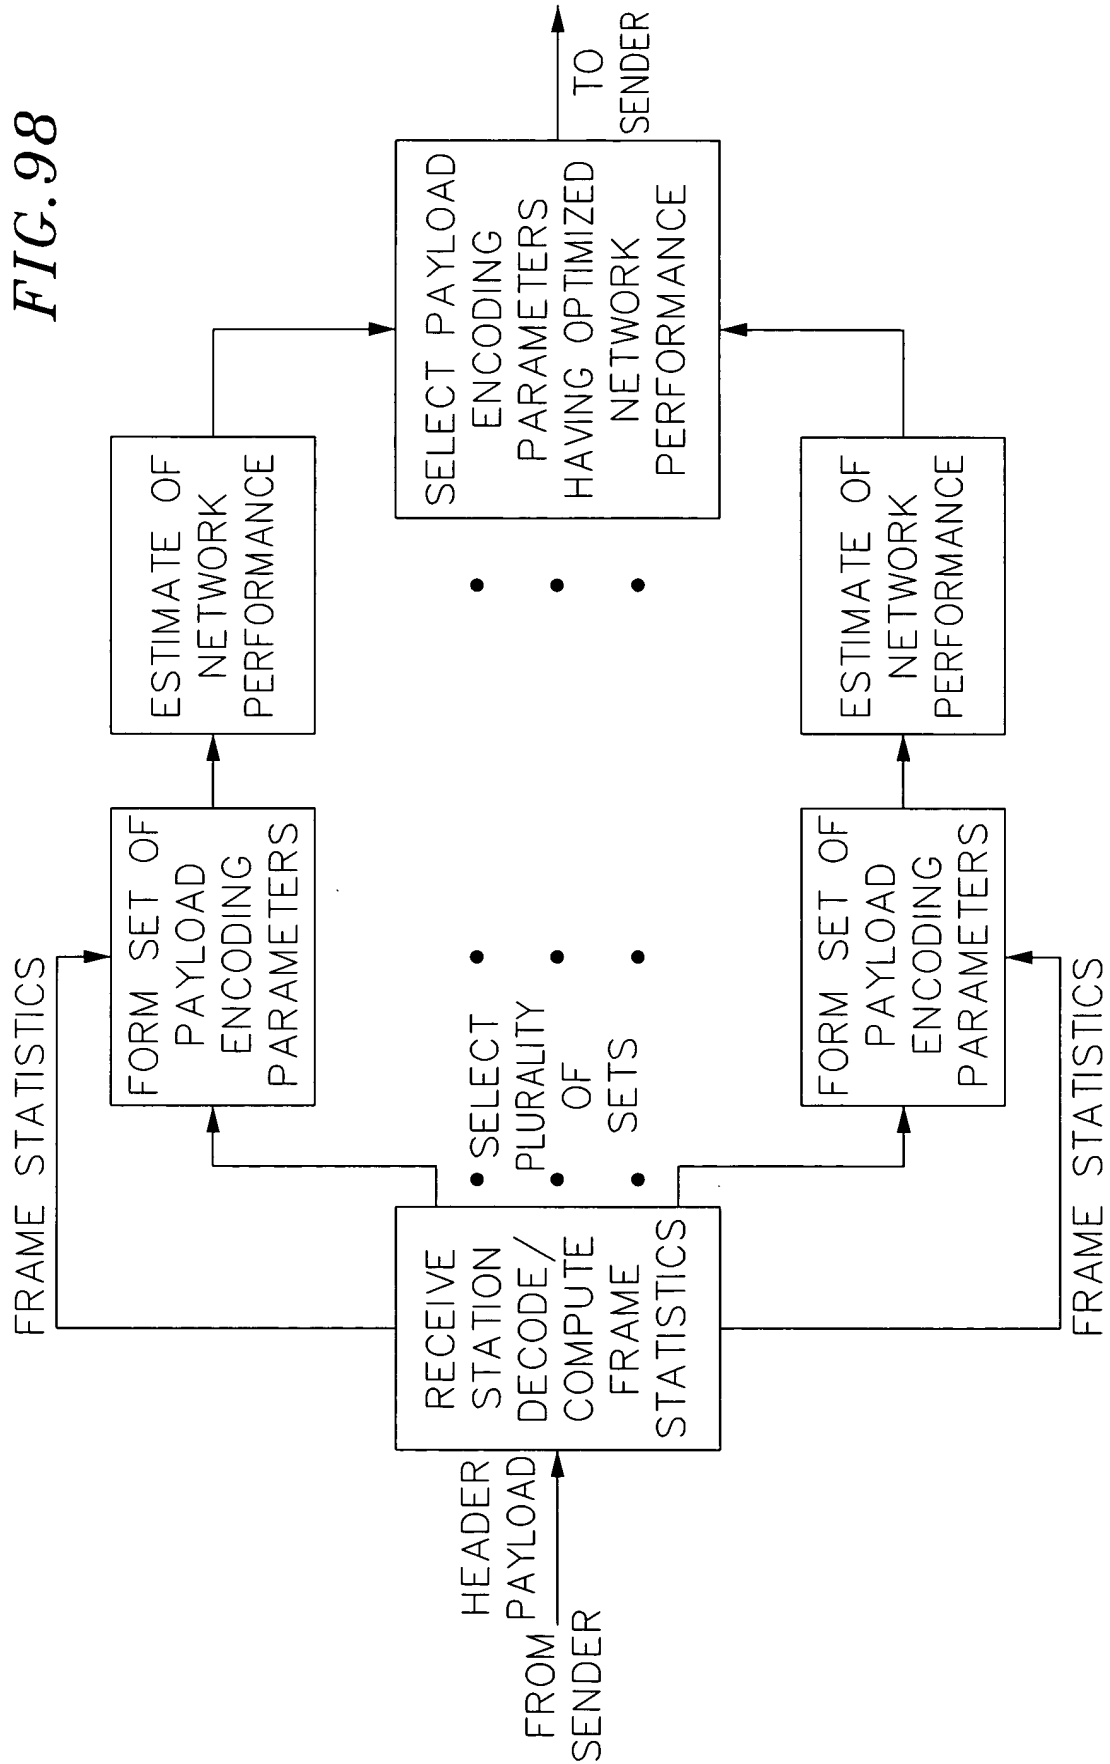 FIG. 98
FROM
SENDER
HEADER
PAYLOAD
RECEIVE
STATION
DECODE/
COMPUTE
FRAME
STATISTICS
FRAME STATISTICS
SELECT
PLURALITY
OF
SETS
FORM SET OF
PAYLOAD
ENCODING
PARAMETERS
ESTIMATE OF
NETWORK
PERFORMANCE
FRAME STATISTICS
FORM SET OF
PAYLOAD
ENCODING
PARAMETERS
ESTIMATE OF
NETWORK
PERFORMANCE
SELECT PAYLOAD
ENCODING
PARAMETERS
HAVING OPTIMIZED
NETWORK
PERFORMANCE
TO
SENDER